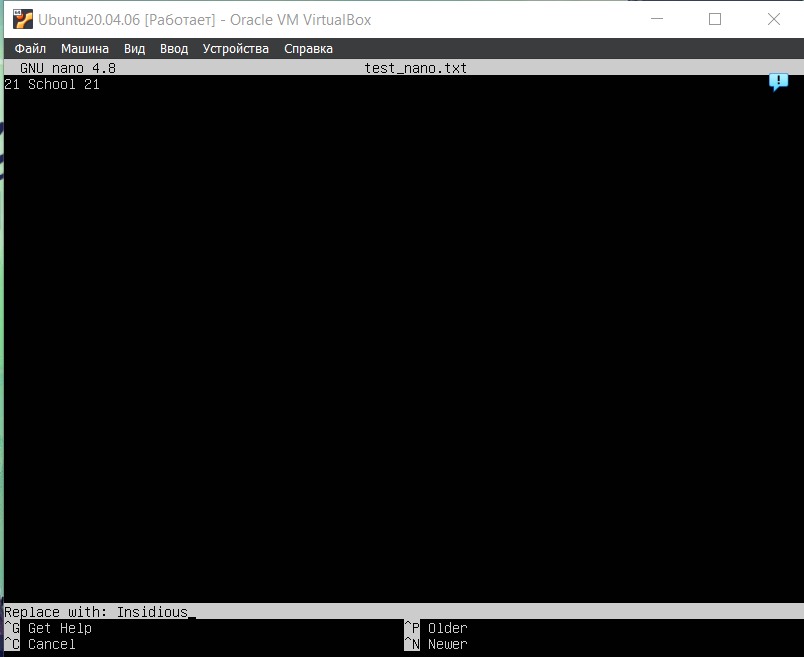 Ubuntu20.04.06 [Работает] - Oracle VM VirtualBox
Файл Машина Вид Ввод Устройства Справка
GNU nano 4.8 test_nano.txt
21 School 21
Replace with: Insidious_
^G Get Help ^P Older
^C Cancel ^N Newer